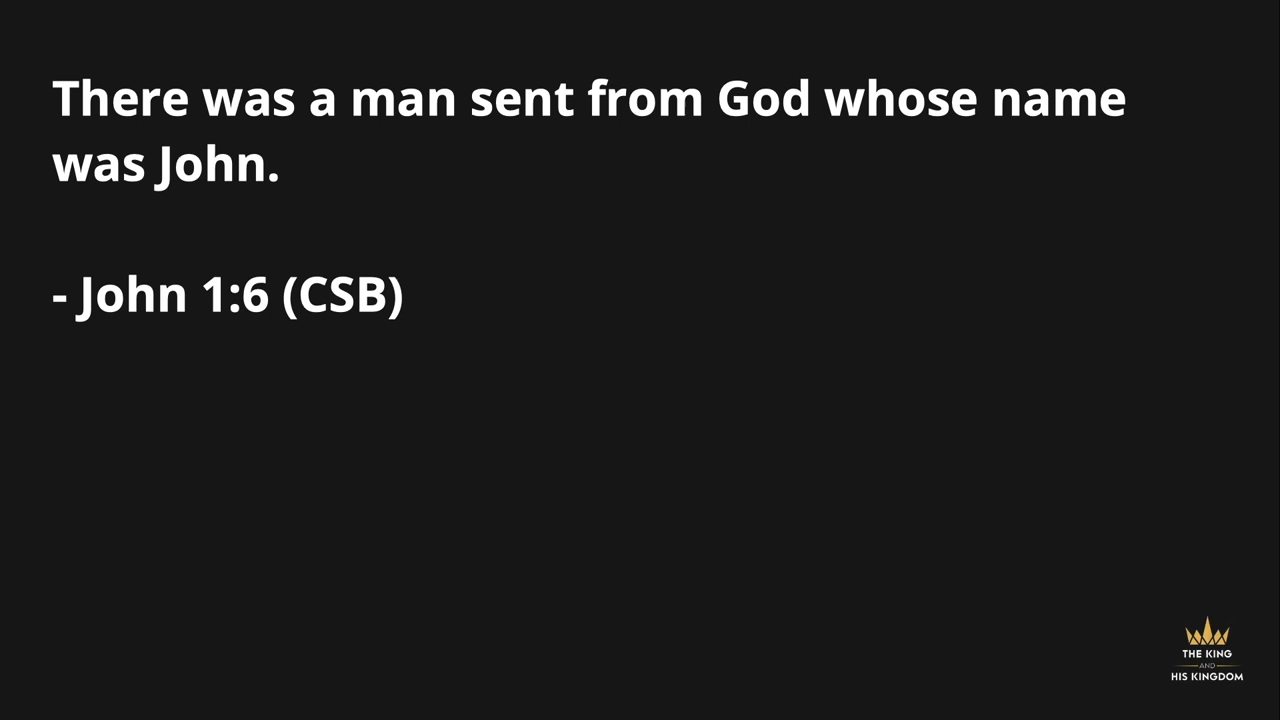 There was a man sent from God whose name
was John.
- John 1:6 (CSB)
THE KING
AND
HIS KINGDOM